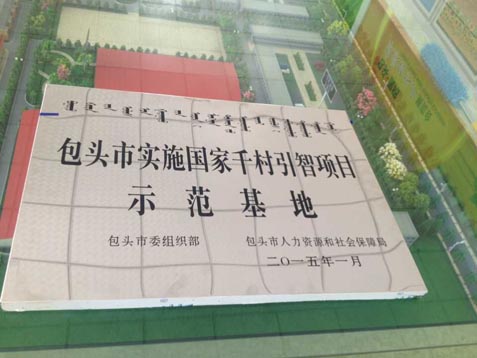 包头市实施国家千村引智项目
示范基地
包头市委组织部 包头市人力资源和社会保障局
二〇一五年一月